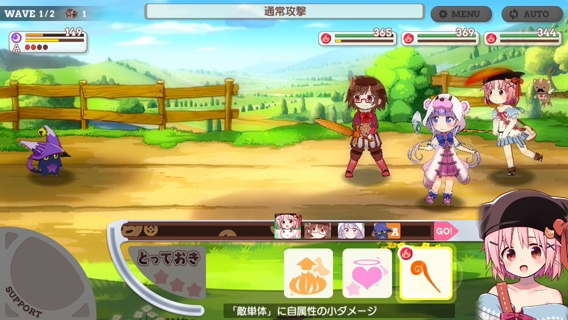 WAVE 1/2 1
通常攻撃
MENU
AUTO
149
A
365
369
344
A
GO!
とっておき
SUPPORT
「敵単体」に自属性の小ダメージ